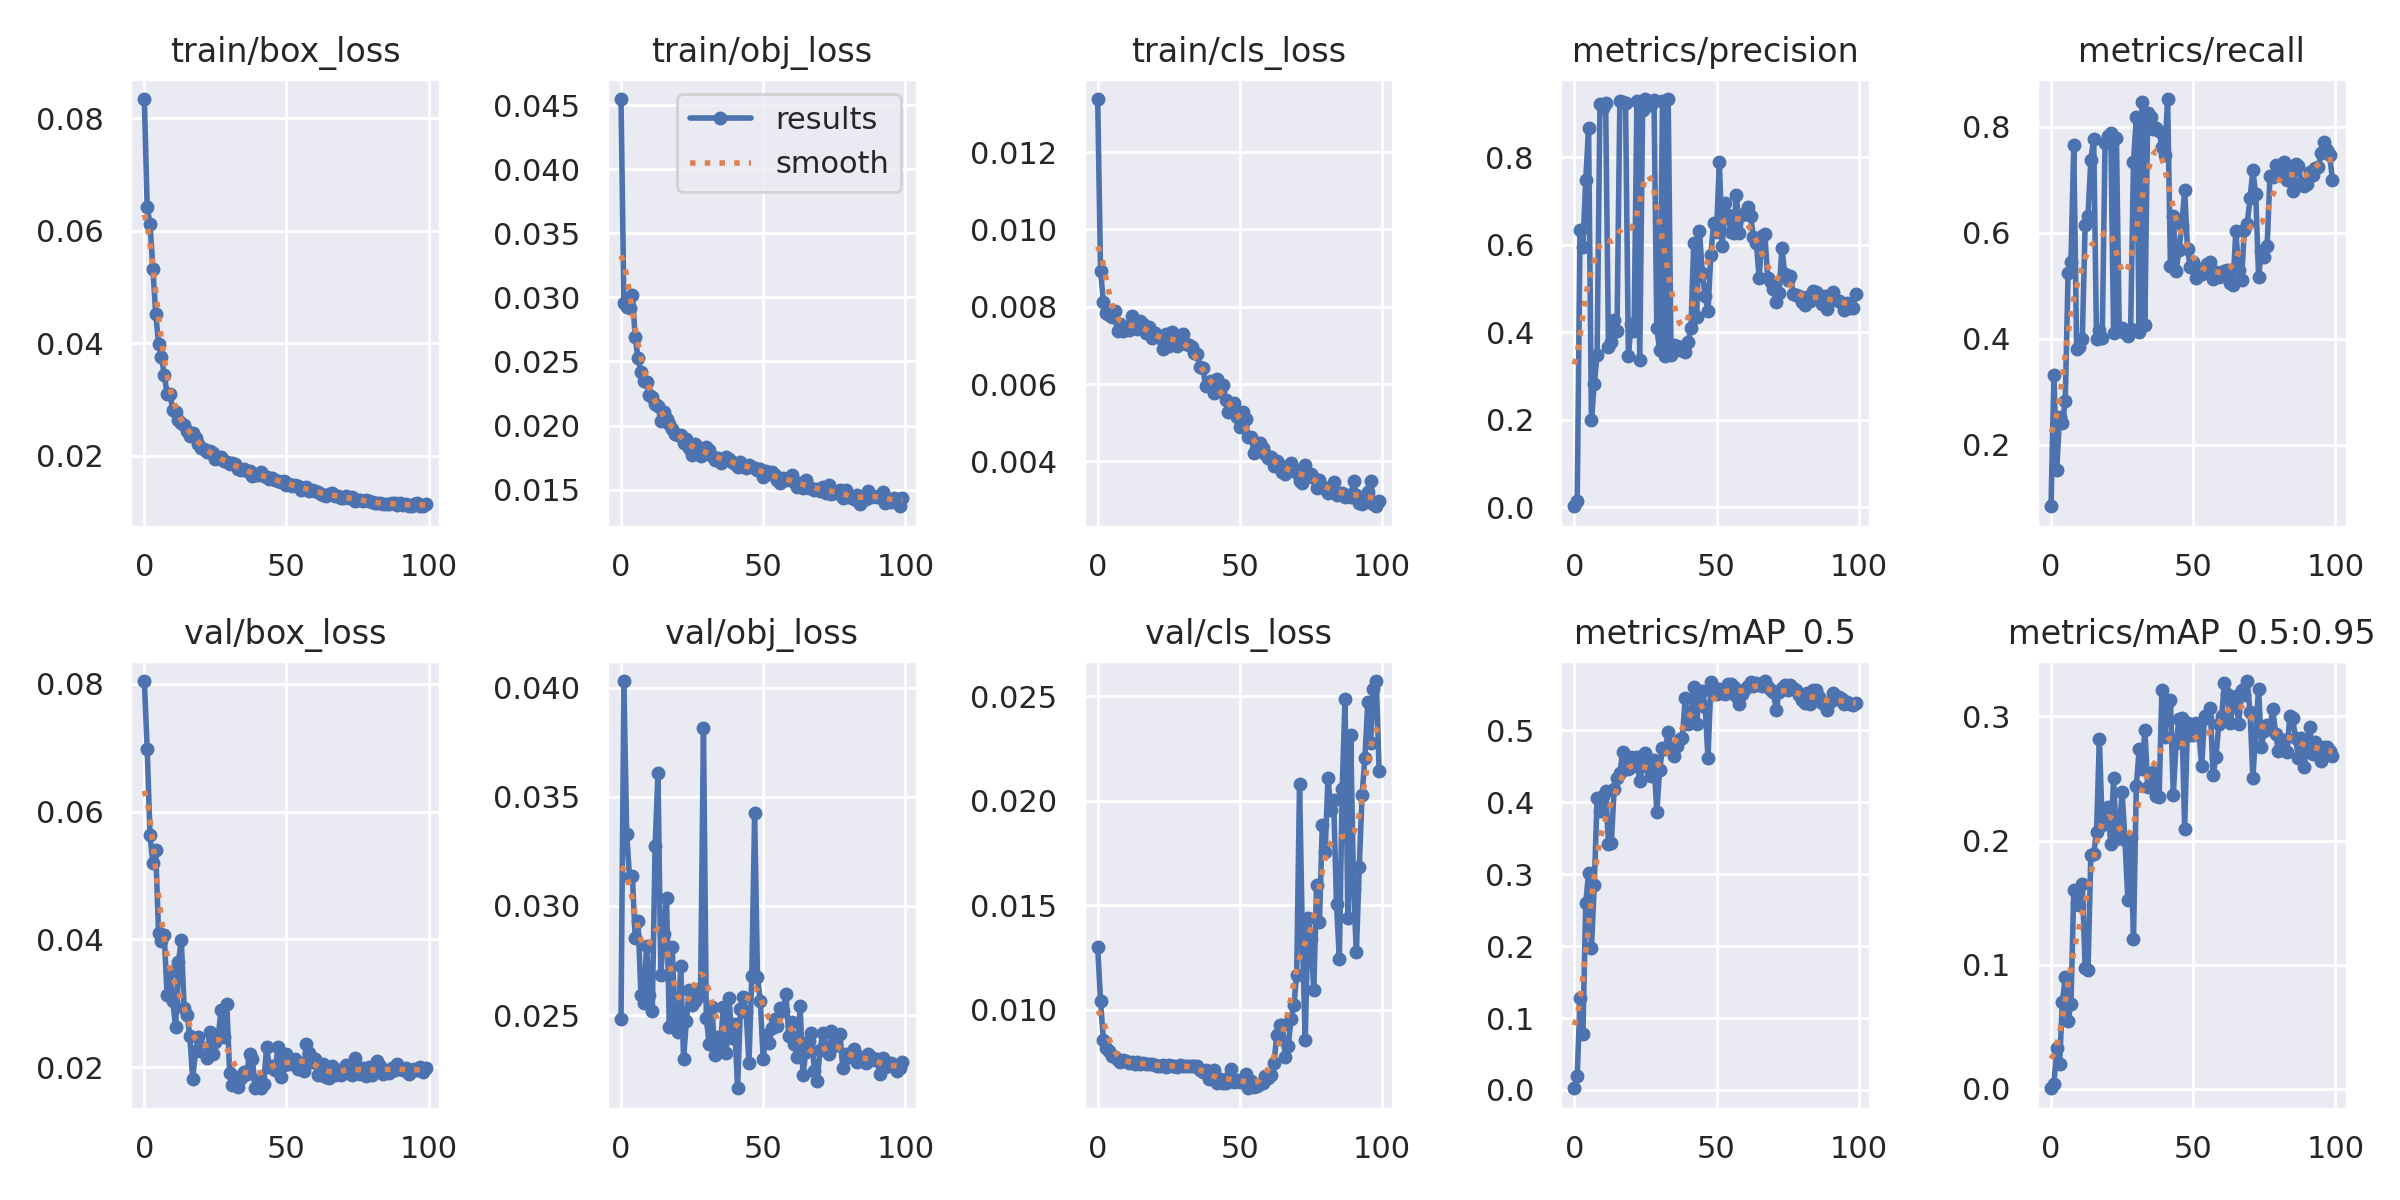 train/box_loss
0.08
0.06
0.04
0.02
0 50 100
train/obj_loss
results
smooth
0.045
0.040
0.035
0.030
0.025
0.020
0.015
0 50 100
train/cls_loss
0.012
0.010
0.008
0.006
0.004
0 50 100
metrics/precision
0.8
0.6
0.4
0.2
0.0
0 50 100
metrics/recall
0.8
0.6
0.4
0.2
0 50 100
val/box_loss
0.08
0.06
0.04
0.02
0 50 100
val/obj_loss
0.040
0.035
0.030
0.025
0 50 100
val/cls_loss
0.025
0.020
0.015
0.010
0 50 100
metrics/mAP_0.5
0.5
0.4
0.3
0.2
0.1
0.0
0 50 100
metrics/mAP_0.5:0.95
0.3
0.2
0.1
0.0
0 50 100